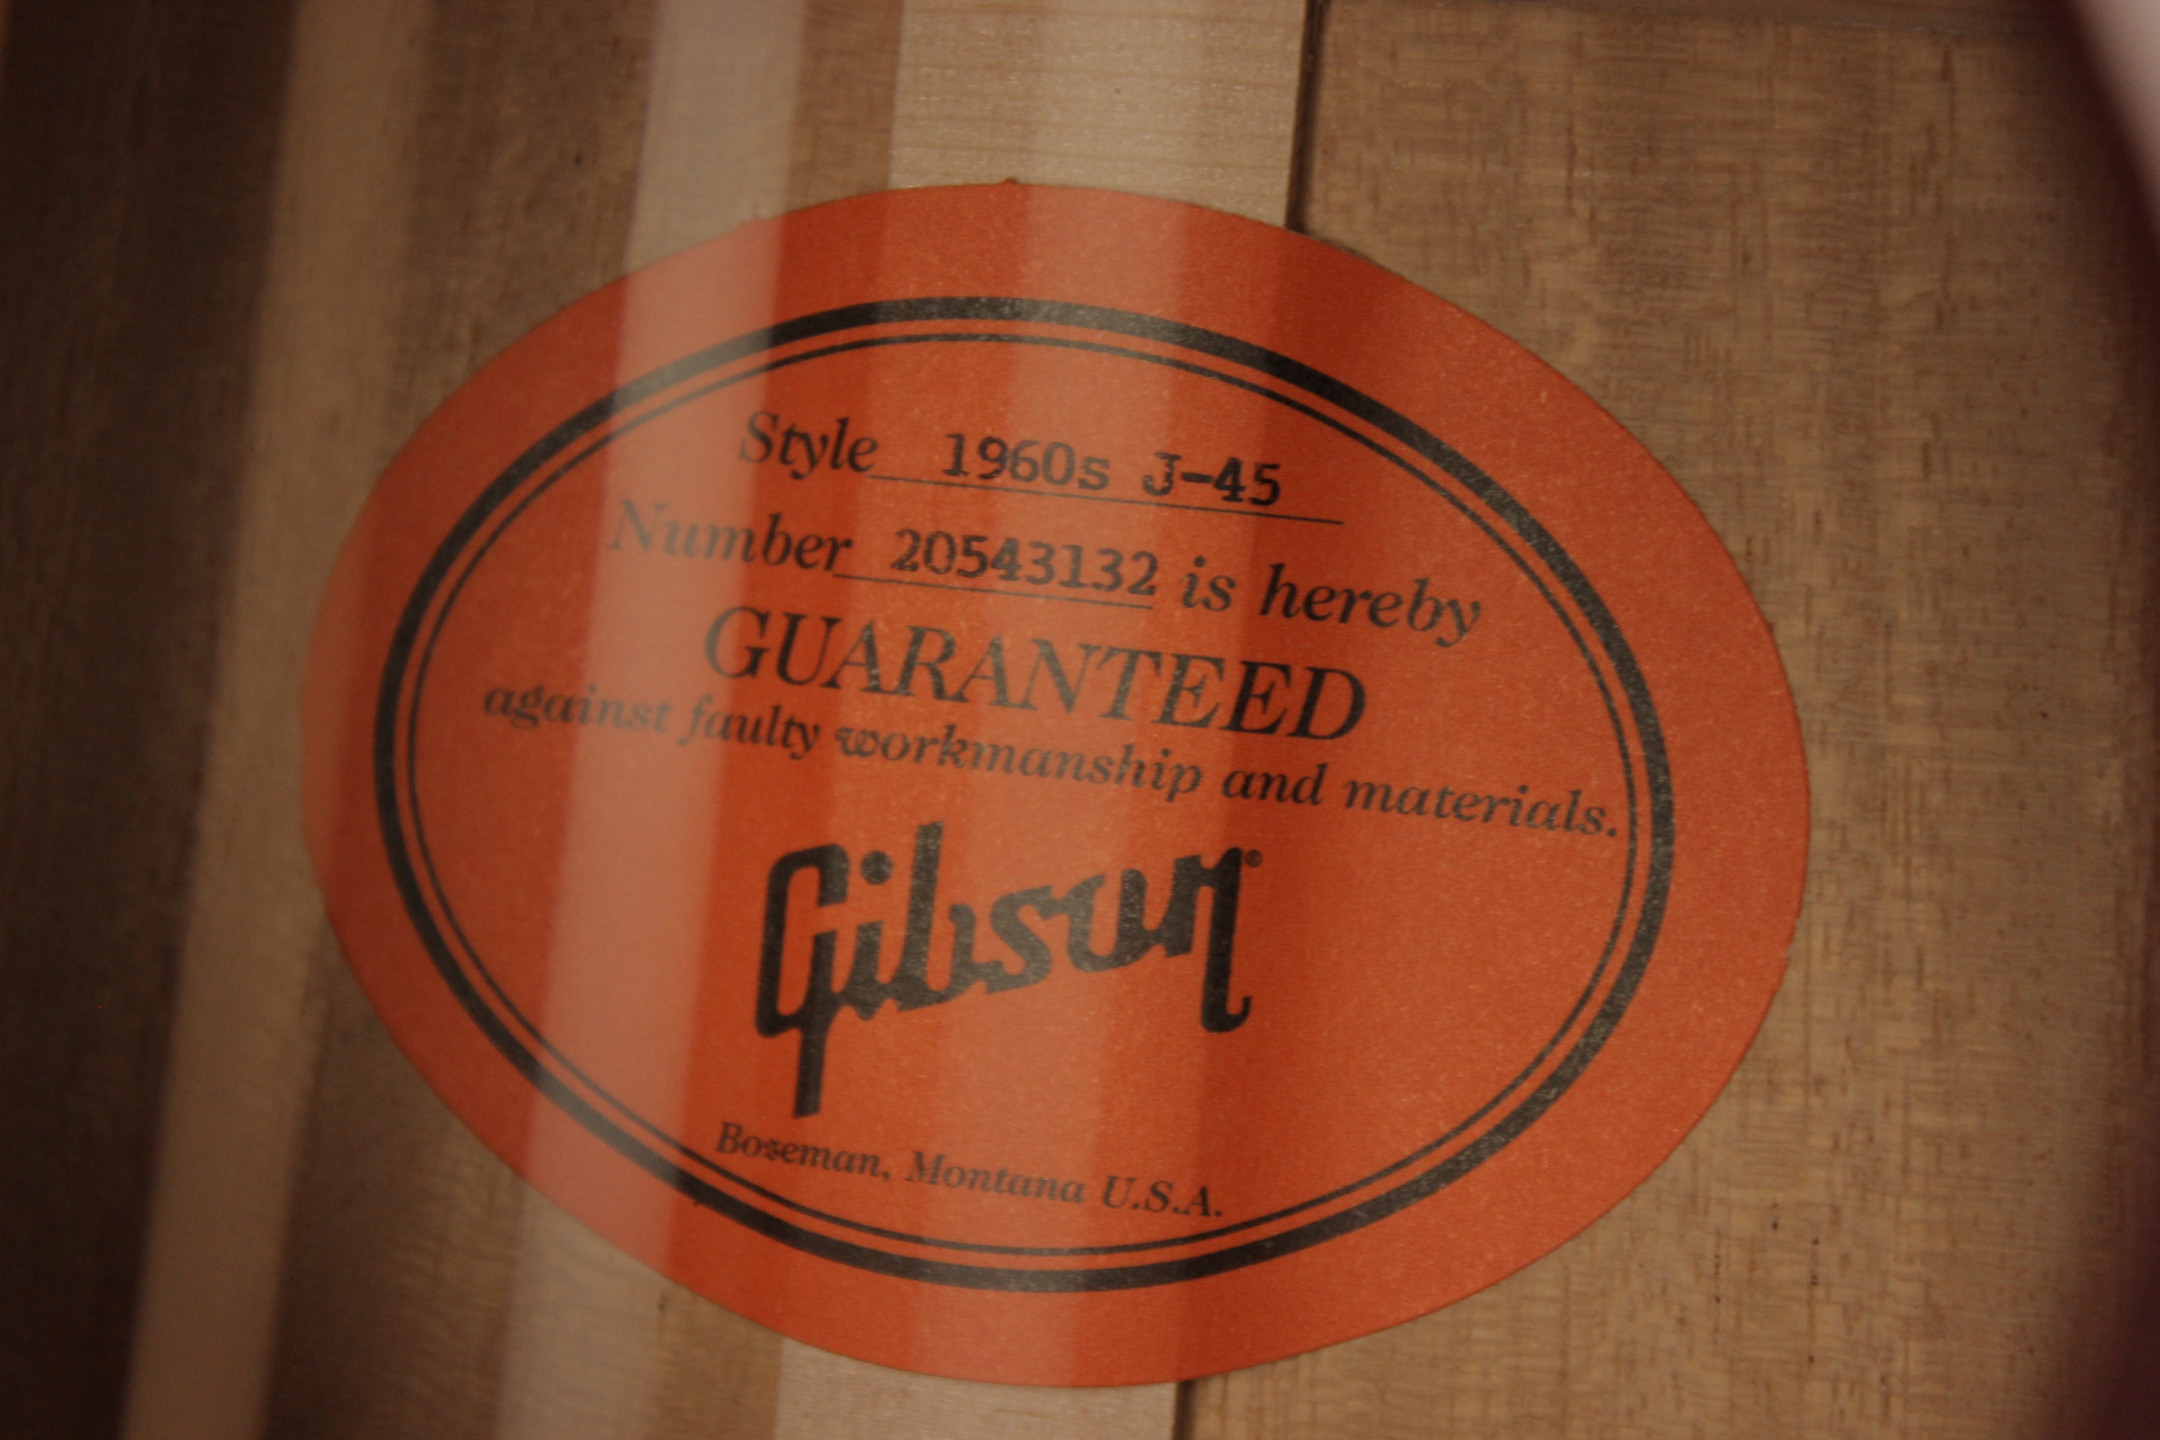 Style 1960s J-45
Number 20543132 is hereby
GUARANTEED
against faulty workmanship and materials.
Gibson®
Bozeman, Montana U.S.A.